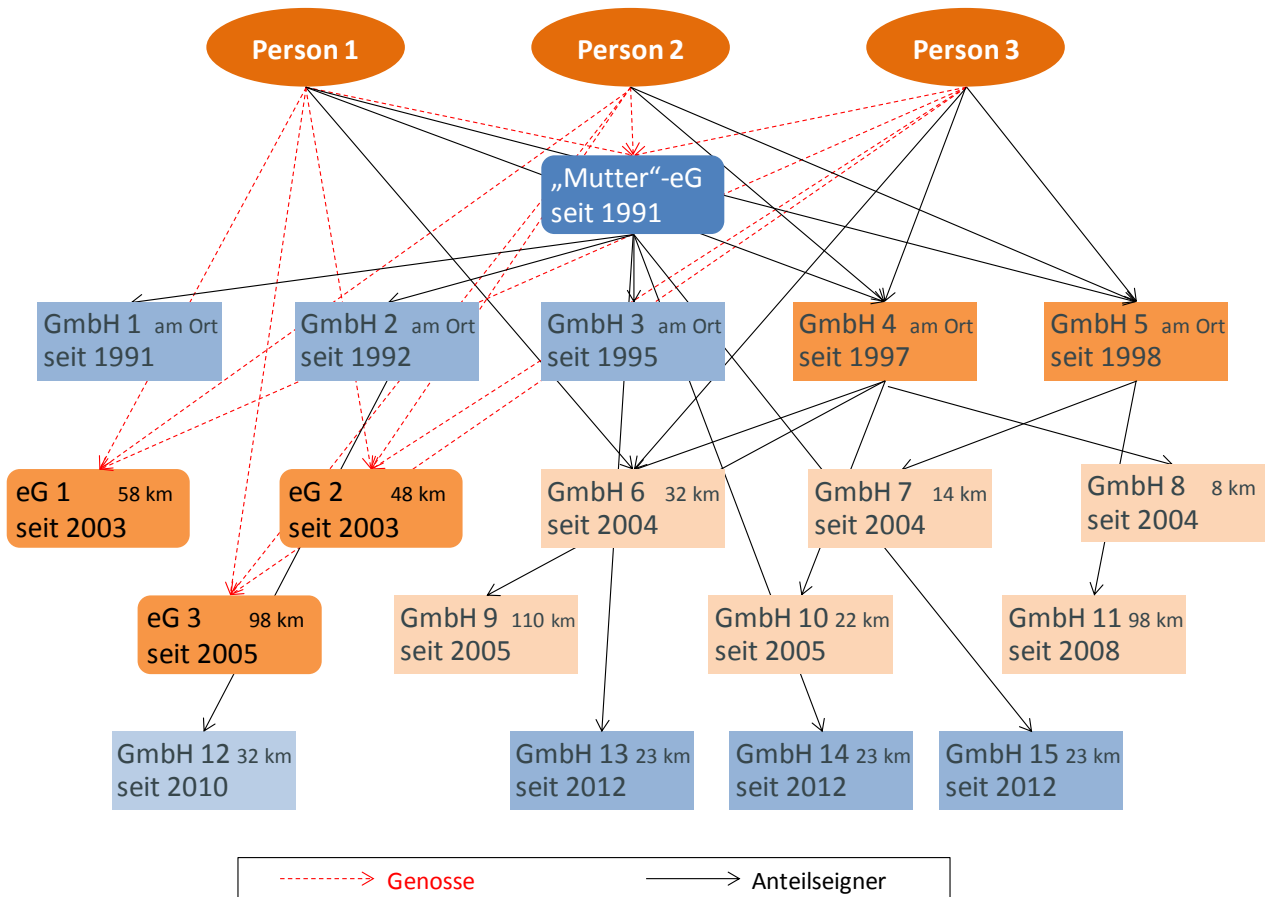 Person 1
Person 2
Person 3
„Mutter“-eG
seit 1991
GmbH 1 am Ort
seit 1991
GmbH 2 am Ort
seit 1992
GmbH 3 am Ort
seit 1995
GmbH 4 am Ort
seit 1997
GmbH 5 am Ort
seit 1998
eG 1 58 km
seit 2003
eG 2 48 km
seit 2003
GmbH 6 32 km
seit 2004
GmbH 7 14 km
seit 2004
GmbH 8 8 km
seit 2004
eG 3 98 km
seit 2005
GmbH 9 110 km
seit 2005
GmbH 10 22 km
seit 2005
GmbH 11 98 km
seit 2008
GmbH 12 32 km
seit 2010
GmbH 13 23 km
seit 2012
GmbH 14 23 km
seit 2012
GmbH 15 23 km
seit 2012
Genosse
Anteilseigner